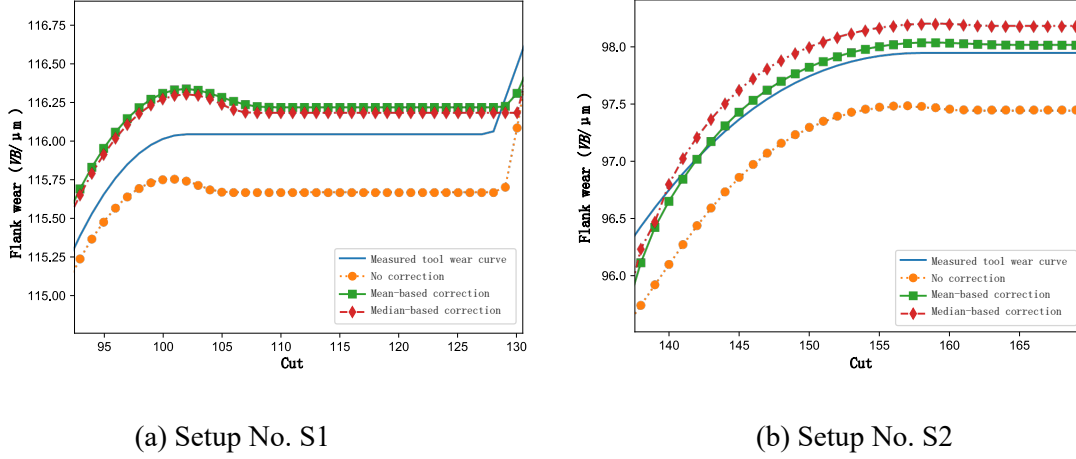 116.75
116.50
116.25
116.00
115.75
115.50
115.25
115.00
Flank wear (VB/μm)
95 100 105 110 115 120 125 130
Cut
Measured tool wear curve
No correction
Mean-based correction
Median-based correction
(a) Setup No. S1
98.0
97.5
97.0
96.5
96.0
Flank wear (VB/μm)
140 145 150 155 160 165
Cut
Measured tool wear curve
No correction
Mean-based correction
Median-based correction
(b) Setup No. S2